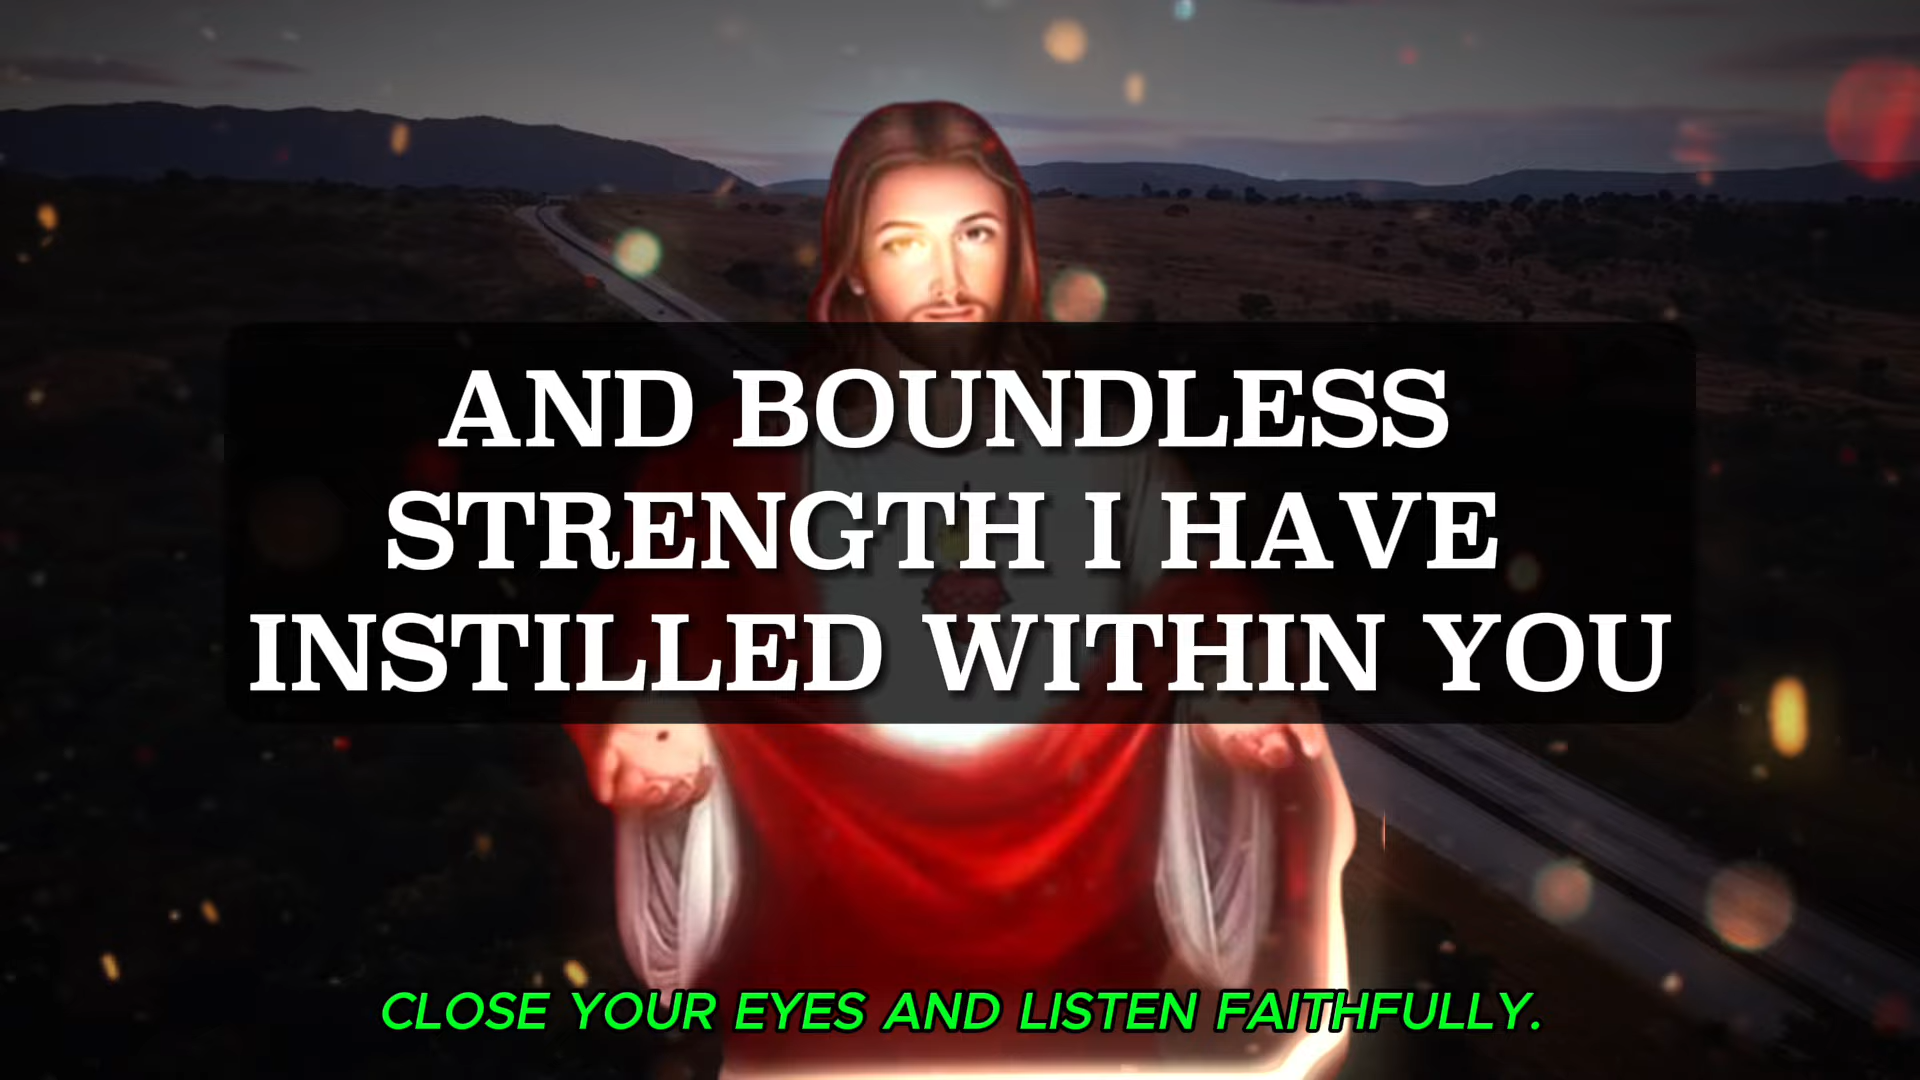 AND BOUNDLESS
STRENGTH I HAVE
INSTILLED WITHIN YOU
CLOSE YOUR EYES AND LISTEN FAITHFULLY.